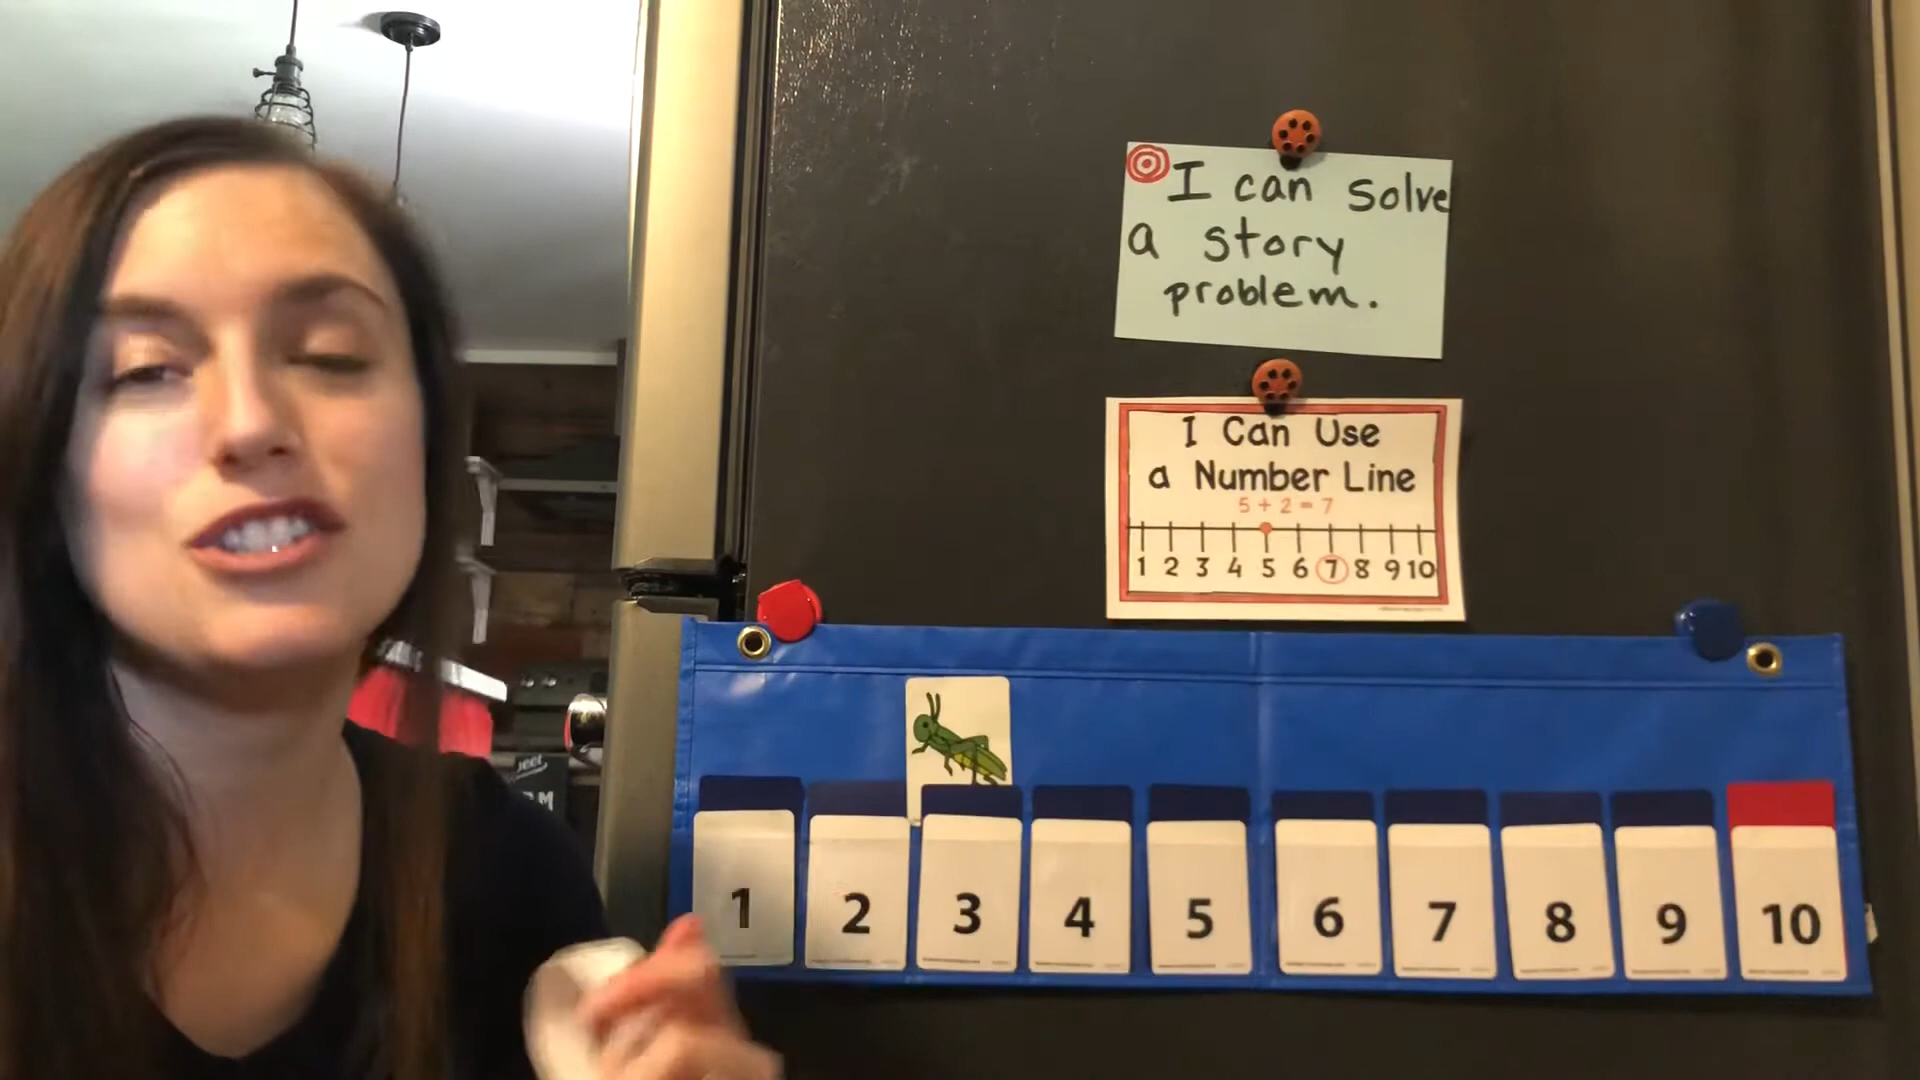 I can solve
a story
problem.
I Can Use
a Number Line
5 + 2 = 7
1 2 3 4 5 6 7 8 9 10
1 2 3 4 5 6 7 8 9 10